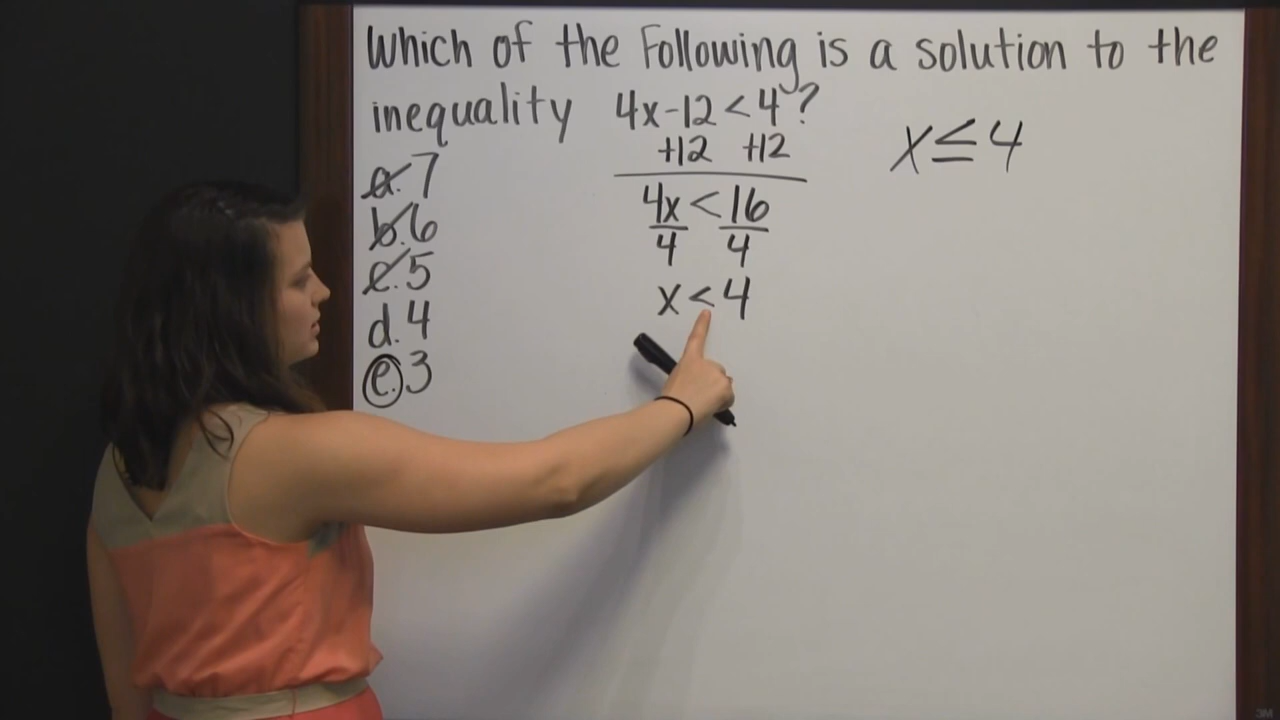 Which of the Following is a solution to the
inequality 4x-12<4?
+12 +12
4x<16
4 4
x<4
x≤4
a. 7
b. 6
c. 5
d. 4
e. 3
3M